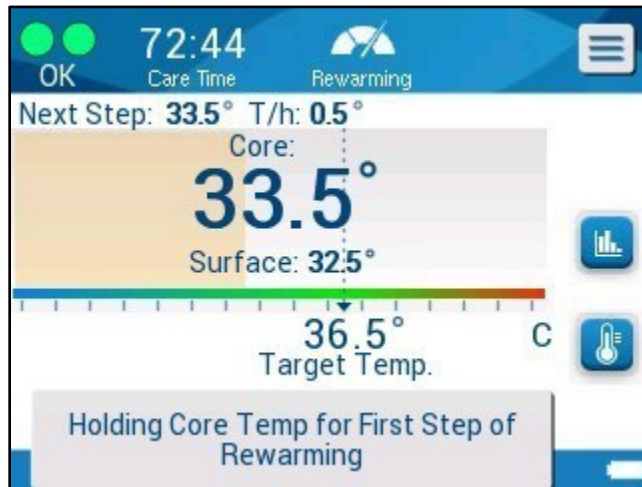 OK
72:44
Care Time
Rewarming
Next Step: 33.5° T/h: 0.5°
Core:
33.5°
Surface: 32.5°
36.5° C
Target Temp.
Holding Core Temp for First Step of
Rewarming